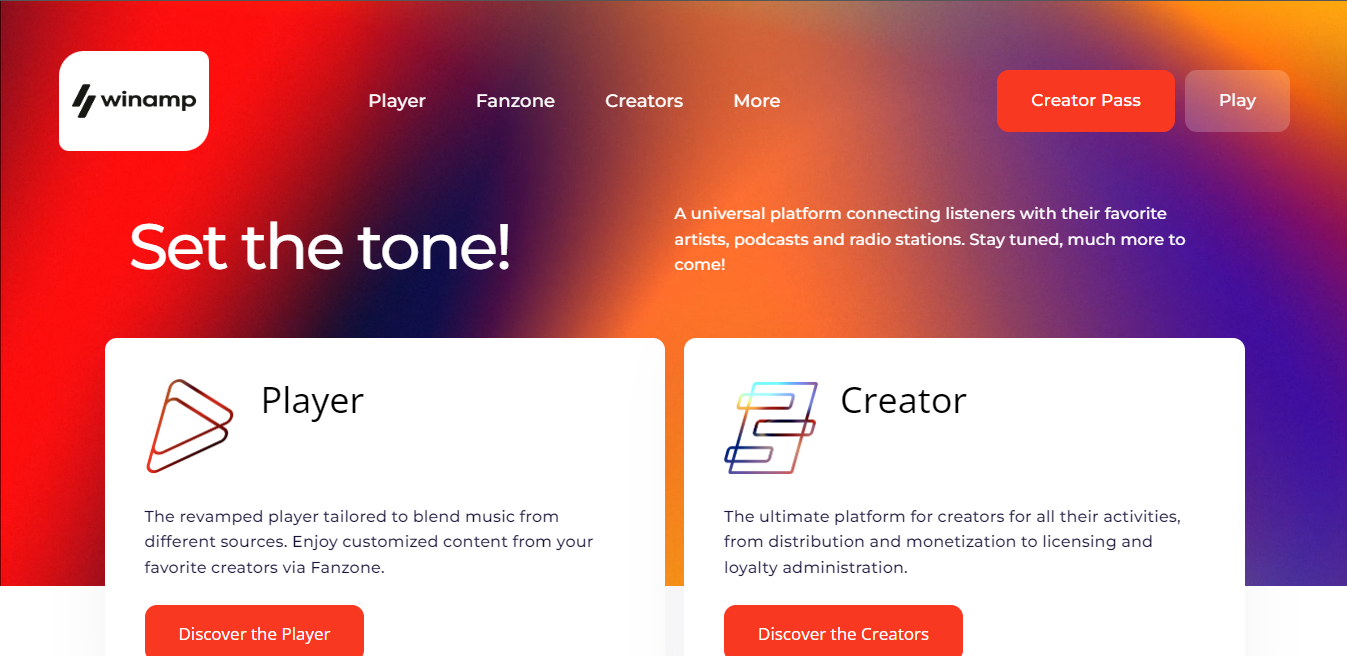 winamp
Player
Fanzone
Creators
More
Creator Pass
Play
Set the tone!
A universal platform connecting listeners with their favorite
artists, podcasts and radio stations. Stay tuned, much more to
come!
Player
The revamped player tailored to blend music from
different sources. Enjoy customized content from your
favorite creators via Fanzone.
Discover the Player
Creator
The ultimate platform for creators for all their activities,
from distribution and monetization to licensing and
loyalty administration.
Discover the Creators